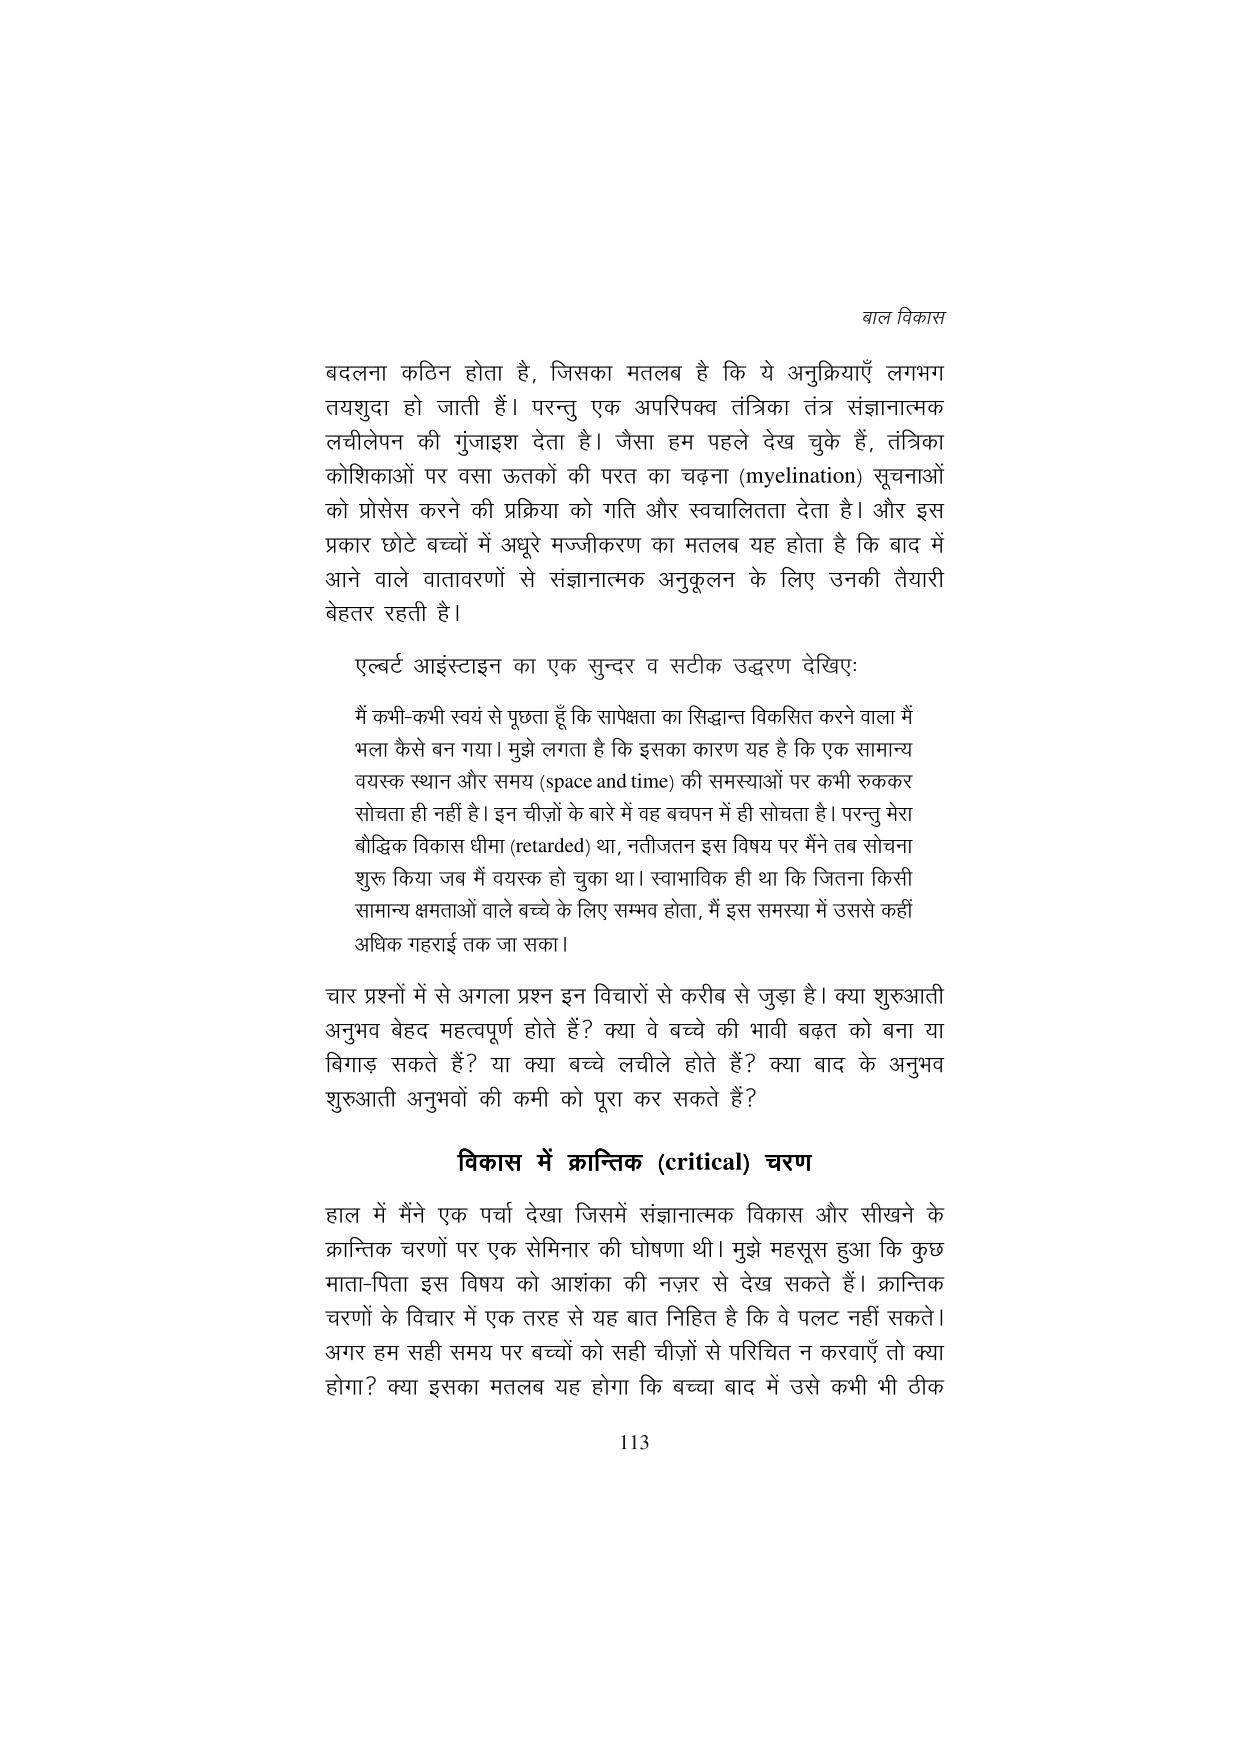 बाल विकास
बदलना कठिन होता है, जिसका मतलब है कि ये अनुक्रियाएँ लगभग
तयशुदा हो जाती हैं। परन्तु एक अपरिपक्व तंत्रिका तंत्र संज्ञानात्मक
लचीलेपन की गुंजाइश देता है। जैसा हम पहले देख चुके हैं, तंत्रिका
कोशिकाओं पर वसा ऊतकों की परत का चढ़ना (myelination) सूचनाओं
को प्रोसेस करने की प्रक्रिया को गति और स्वचालितता देता है। और इस
प्रकार छोटे बच्चों में अधूरे मज्जीकरण का मतलब यह होता है कि बाद में
आने वाले वातावरणों से संज्ञानात्मक अनुकूलन के लिए उनकी तैयारी
बेहतर रहती है।
एल्बर्ट आइंस्टाइन का एक सुन्दर व सटीक उद्धरण देखिएः
मैं कभी-कभी स्वयं से पूछता हूँ कि सापेक्षता का सिद्धान्त विकसित करने वाला मैं
भला कैसे बन गया। मुझे लगता है कि इसका कारण यह है कि एक सामान्य
वयस्क स्थान और समय (space and time) की समस्याओं पर कभी रुककर
सोचता ही नहीं है। इन चीज़ों के बारे में वह बचपन में ही सोचता है। परन्तु मेरा
बौद्धिक विकास धीमा (retarded) था, नतीजतन इस विषय पर मैंने तब सोचना
शुरू किया जब मैं वयस्क हो चुका था। स्वाभाविक ही था कि जितना किसी
सामान्य क्षमताओं वाले बच्चे के लिए सम्भव होता, मैं इस समस्या में उससे कहीं
अधिक गहराई तक जा सका।
चार प्रश्नों में से अगला प्रश्न इन विचारों से करीब से जुड़ा है। क्या शुरुआती
अनुभव बेहद महत्वपूर्ण होते हैं? क्या वे बच्चे की भावी बढ़त को बना या
बिगाड़ सकते हैं? या क्या बच्चे लचीले होते हैं? क्या बाद के अनुभव
शुरुआती अनुभवों की कमी को पूरा कर सकते हैं?
विकास में क्रान्तिक (critical) चरण
हाल में मैंने एक पर्चा देखा जिसमें संज्ञानात्मक विकास और सीखने के
क्रान्तिक चरणों पर एक सेमिनार की घोषणा थी। मुझे महसूस हुआ कि कुछ
माता-पिता इस विषय को आशंका की नज़र से देख सकते हैं। क्रान्तिक
चरणों के विचार में एक तरह से यह बात निहित है कि वे पलट नहीं सकते।
अगर हम सही समय पर बच्चों को सही चीज़ों से परिचित न करवाएँ तो क्या
होगा? क्या इसका मतलब यह होगा कि बच्चा बाद में उसे कभी भी ठीक
113